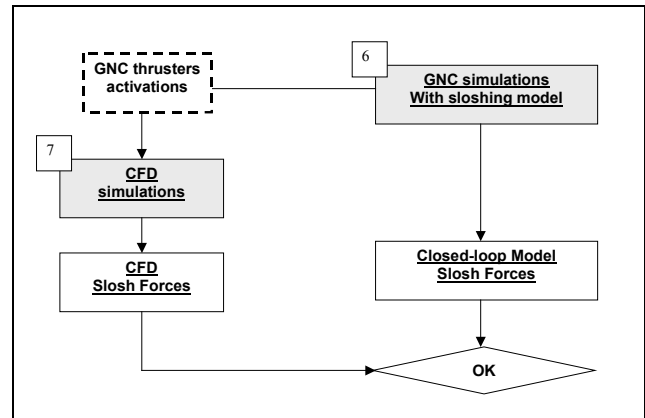 GNC thrusters
activations
6
GNC simulations
With sloshing model
7
CFD
simulations
CFD
Slosh Forces
Closed-loop Model
Slosh Forces
OK